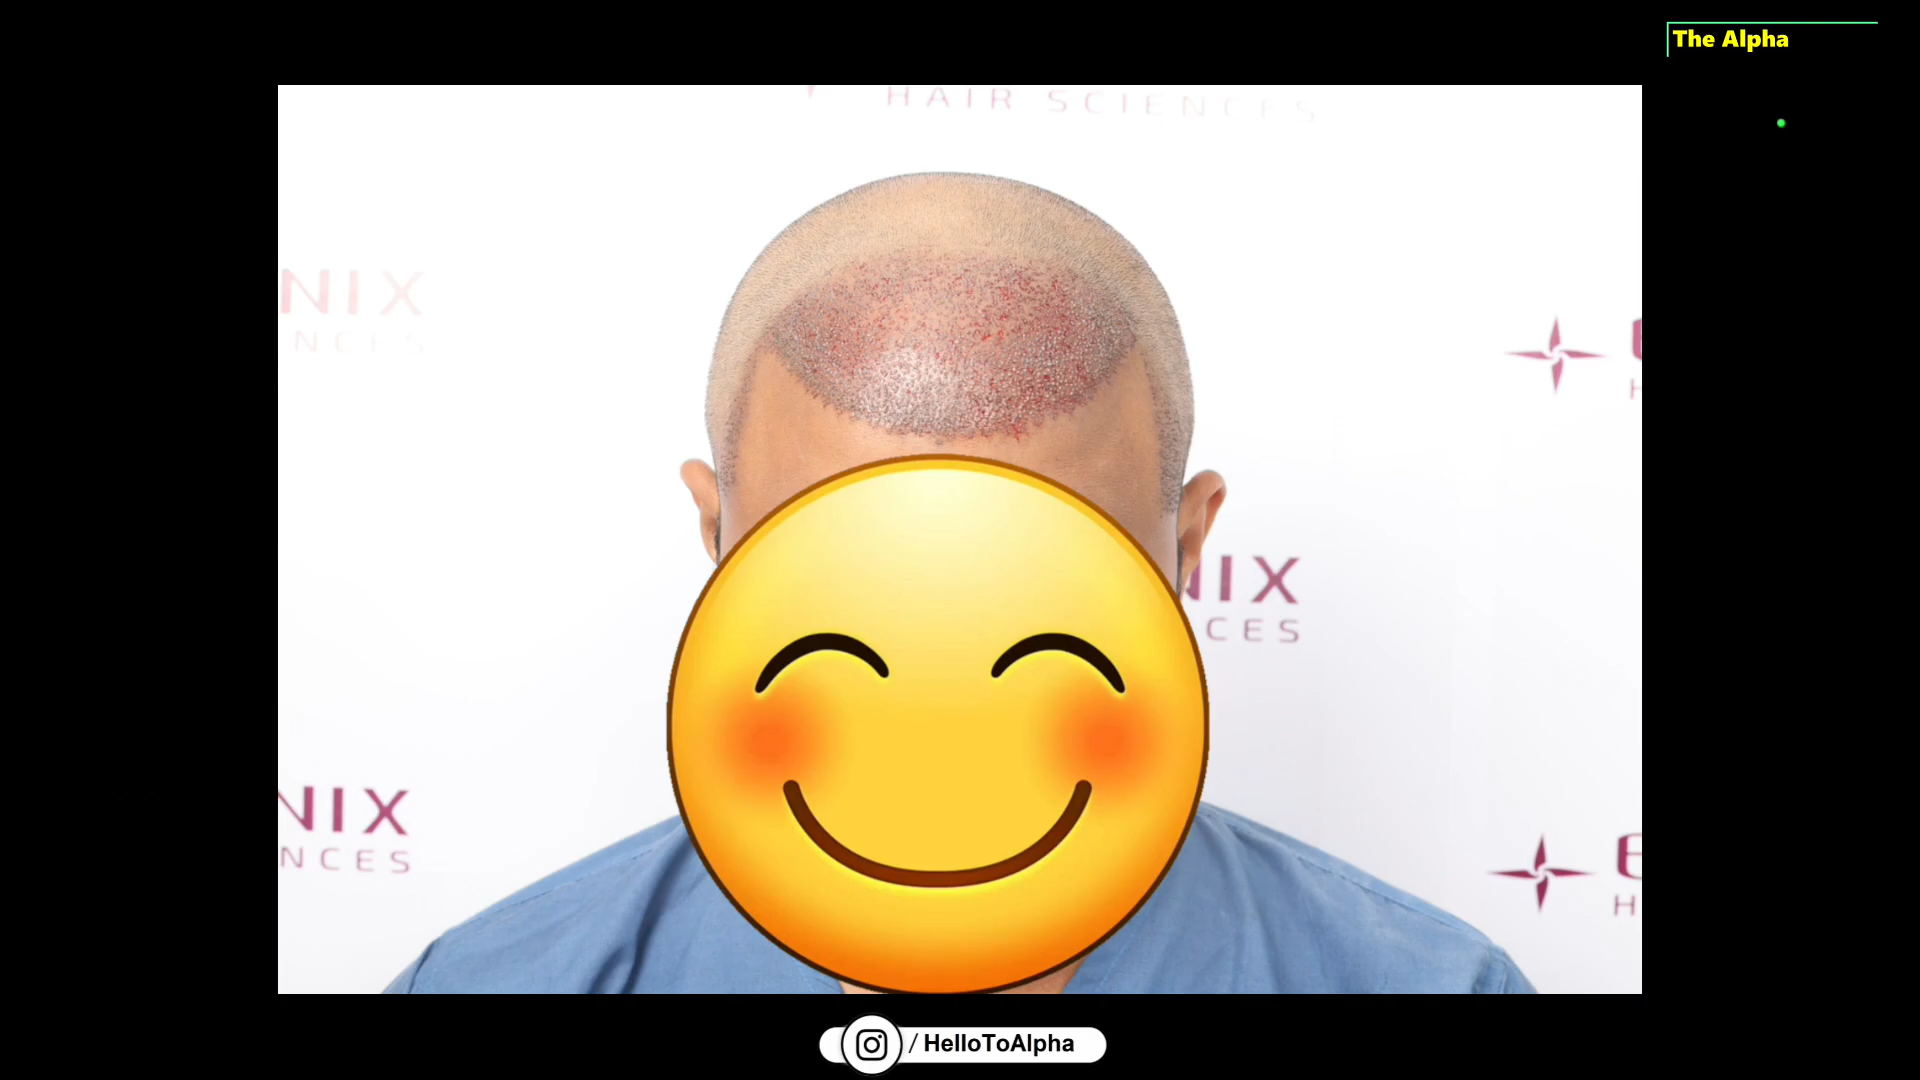 The Alpha
HAIR SCIENCES
NIX
NCES
H
NIX
CES
NIX
NCES
E
H
/HelloToAlpha